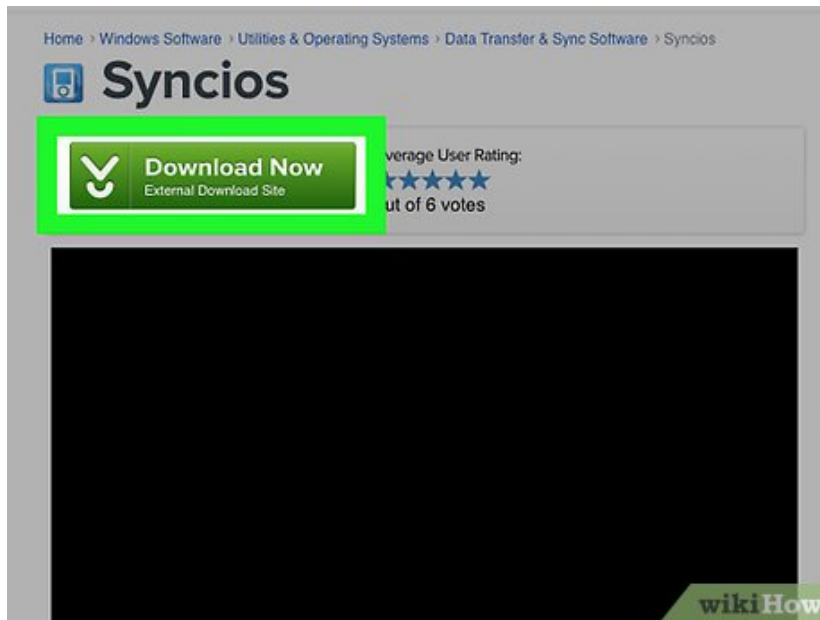 Home › Windows Software › Utilities & Operating Systems › Data Transfer & Sync Software › Syncios
Syncios
Download Now
External Download Site
verage User Rating:
ut of 6 votes
wikiHow